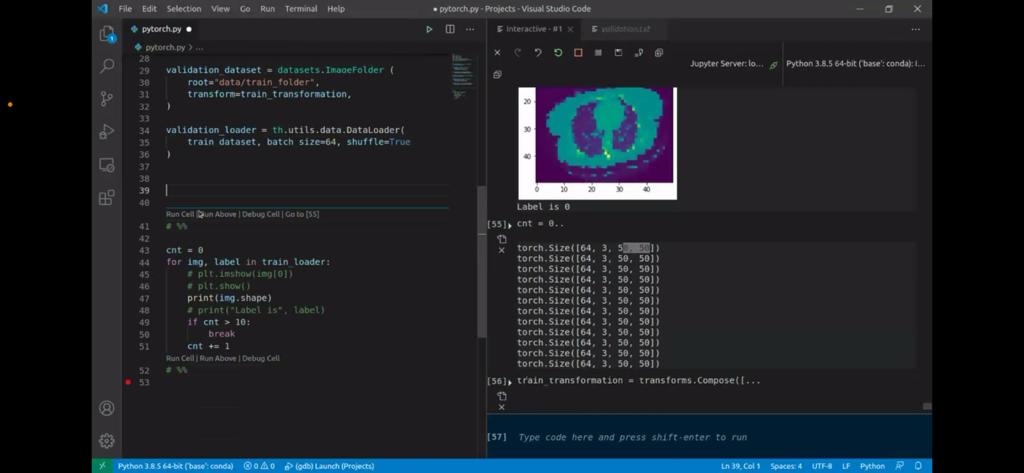 File Edit Selection View Go Run Terminal Help
● pytorch.py - Projects - Visual Studio Code
pytorch.py
pytorch.py > ...
28
29 validation_dataset = datasets.ImageFolder (
30 root="data/train_folder",
31 transform=train_transformation,
32 )
33
34 validation_loader = th.utils.data.DataLoader(
35 train_dataset, batch_size=64, shuffle=True
36 )
37
38
39
40
Run Cell | Run Above | Debug Cell | Go to [55]
41 # %%
42
43 cnt = 0
44 for img, label in train_loader:
45 # plt.imshow(img[0])
46 # plt.show()
47 print(img.shape)
48 # print("Label is", label)
49 if cnt > 10:
50 break
51 cnt += 1
Run Cell | Run Above | Debug Cell
52 # %%
53
Interactive - #1
validation.txt
Jupyter Server: lo...
Python 3.8.5 64-bit ('base': conda): I...
20
30
40
0 10 20 30 40
Label is 0
[55] cnt = 0..
torch.Size([64, 3, 50, 50])
torch.Size([64, 3, 50, 50])
torch.Size([64, 3, 50, 50])
torch.Size([64, 3, 50, 50])
torch.Size([64, 3, 50, 50])
torch.Size([64, 3, 50, 50])
torch.Size([64, 3, 50, 50])
torch.Size([64, 3, 50, 50])
torch.Size([64, 3, 50, 50])
torch.Size([64, 3, 50, 50])
torch.Size([64, 3, 50, 50])
torch.Size([64, 3, 50, 50])
[56] train_transformation = transforms.Compose([...
[57] Type code here and press shift-enter to run
Python 3.8.5 64-bit ('base': conda) 0 0 (gdb) Launch (Projects) Ln 39, Col 1 Spaces: 4 UTF-8 LF Python